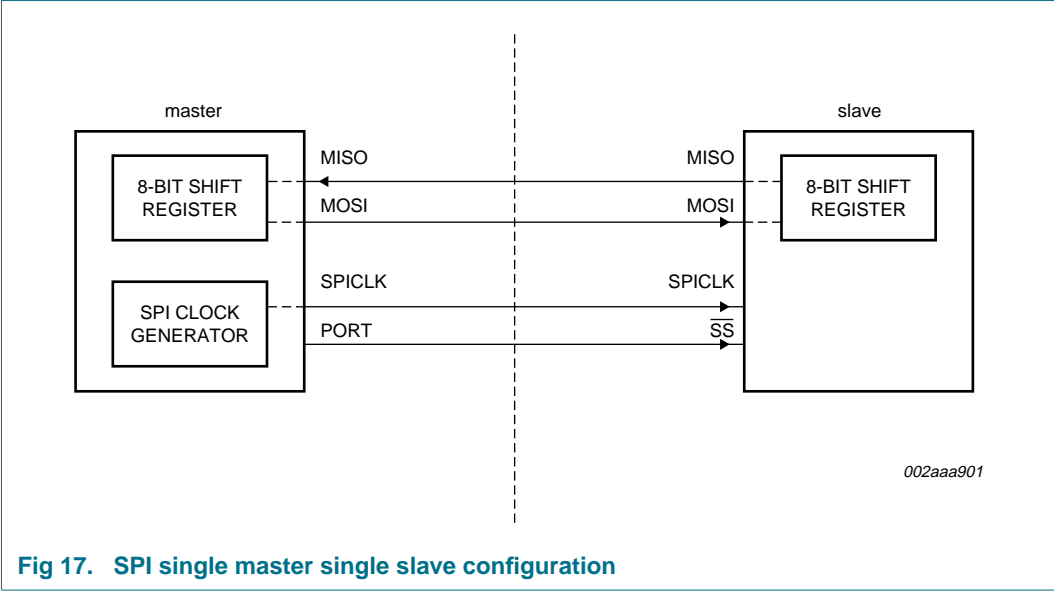 master
slave
MISO
MISO
8-BIT SHIFT
REGISTER
8-BIT SHIFT
REGISTER
MOSI
MOSI
SPICLK
SPICLK
SPI CLOCK
GENERATOR
PORT
S̅S̅
002aaa901
Fig 17. SPI single master single slave configuration